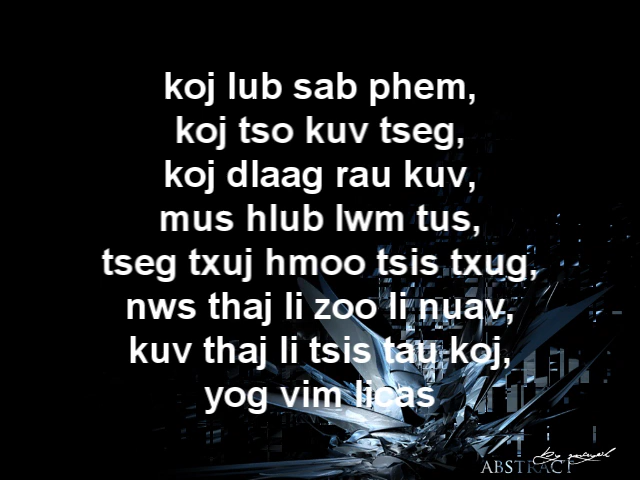 koj lub sab phem,
koj tso kuv tseg,
koj dlaag rau kuv,
mus hlub lwm tus,
tseg txuj hmoo tsis txug,
nws thaj li zoo li nuav,
kuv thaj li tsis tau koj,
yog vim licas
ABSTRACT